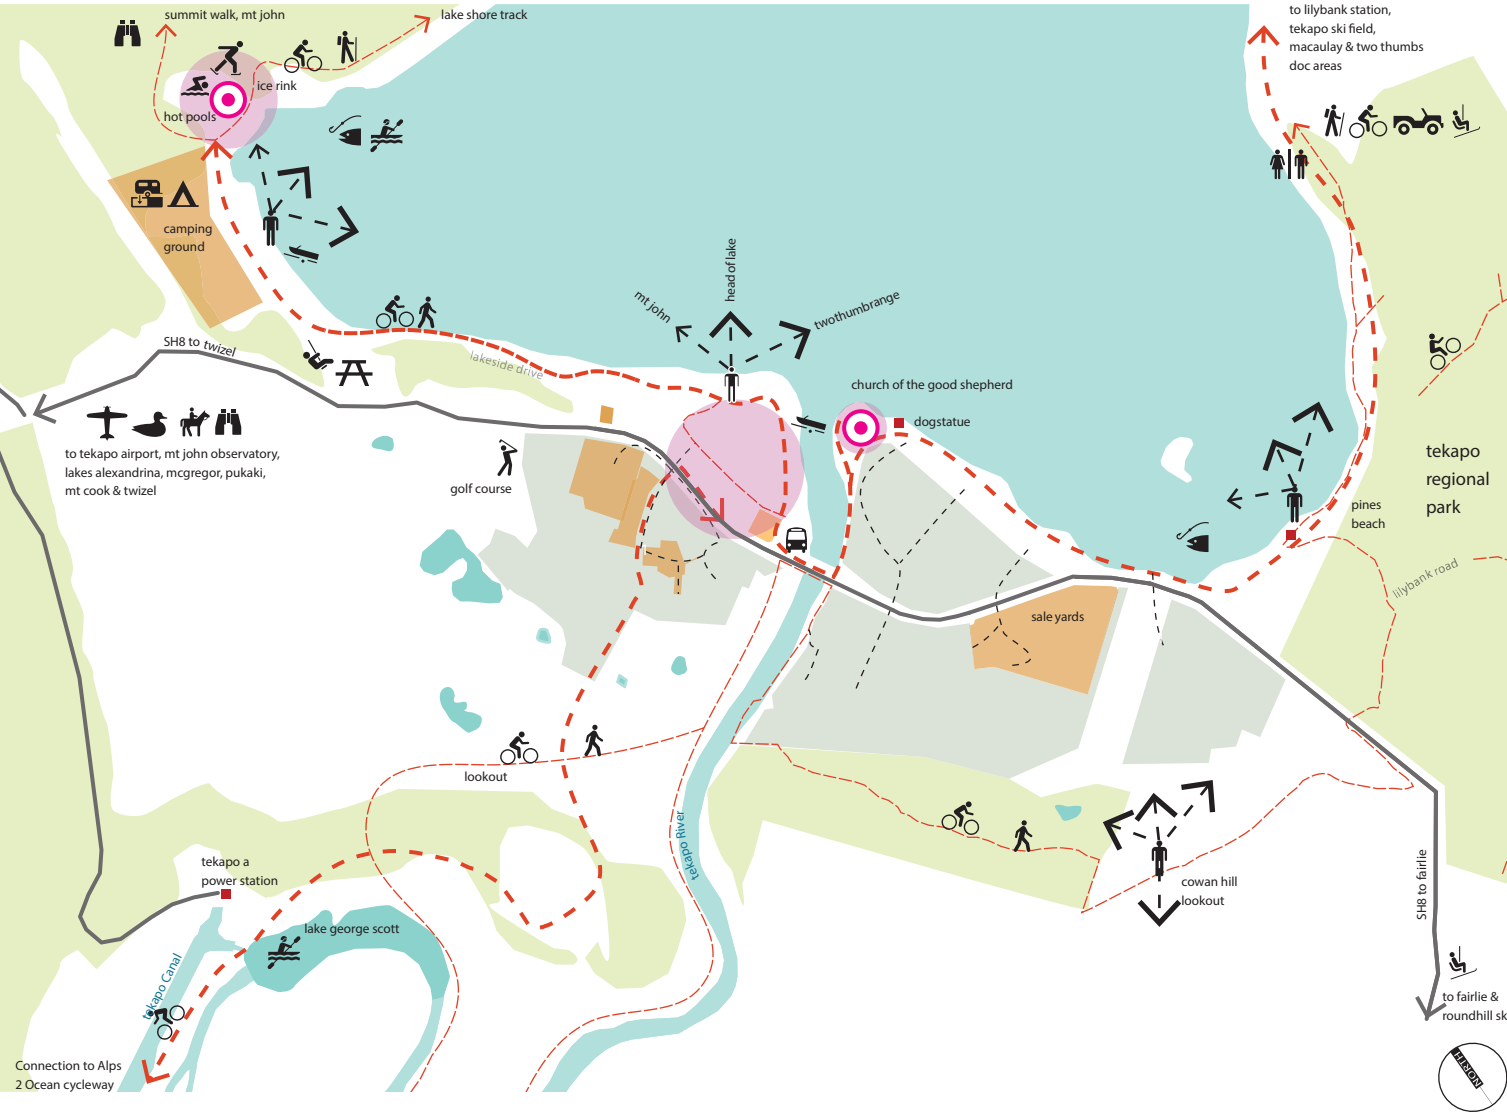 summit walk, mt john
lake shore track
to lilybank station,
tekapo ski field,
macaulay & two thumbs
doc areas
ice rink
hot pools
camping
ground
head of lake
mt john
twothumbrange
SH8 to twizel
lakeside drive
church of the good shepherd
dogstatue
to tekapo airport, mt john observatory,
lakes alexandrina, mcgregor, pukaki,
mt cook & twizel
golf course
tekapo
regional
park
pines
beach
lilybank road
sale yards
lookout
tekapo River
tekapo a
power station
cowan hill
lookout
SH8 to fairlie
lake george scott
tekapo Canal
to fairlie &
roundhill sk
Connection to Alps
2 Ocean cycleway
NORTH